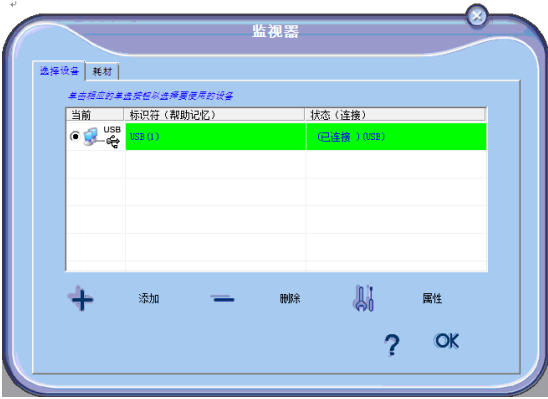 监视器
选择设备 耗材
单击相应的单选按钮以选择要使用的设备
当前 标识符（帮助记忆） 状态（连接）
USB USB(1) （已连接 ）(USB)
添加 删除 属性
? OK